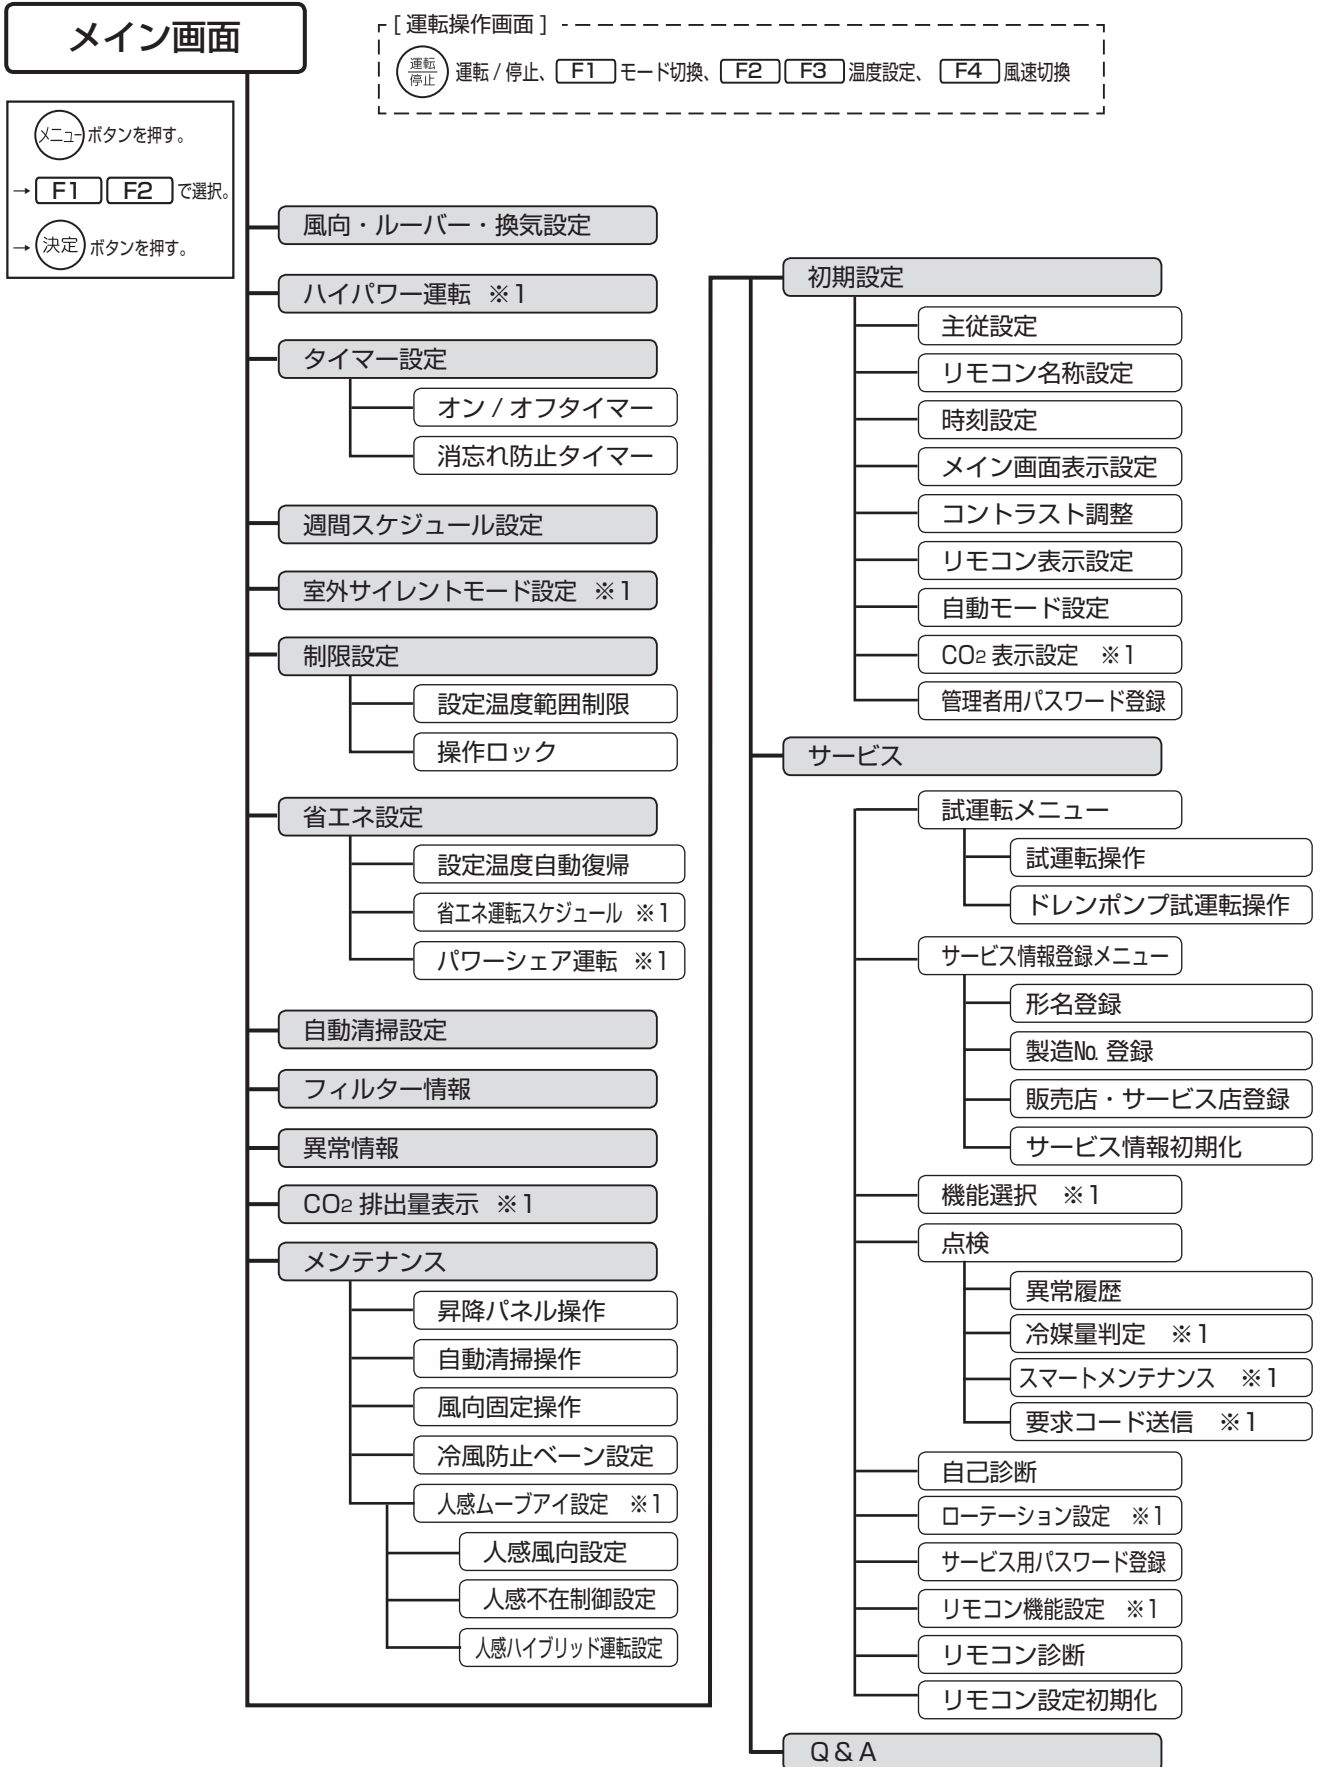 メイン画面
[ 運転操作画面 ]
運転
停止
運転 / 停止、 F1 モード切換、 F2 F3 温度設定、 F4 風速切換
メニュー ボタンを押す。
→ F1 F2 で選択。
→ 決定 ボタンを押す。
風向・ルーバー・換気設定
ハイパワー運転 ※1
タイマー設定
オン / オフタイマー
消忘れ防止タイマー
週間スケジュール設定
室外サイレントモード設定 ※1
制限設定
設定温度範囲制限
操作ロック
省エネ設定
設定温度自動復帰
省エネ運転スケジュール ※1
パワーシェア運転 ※1
自動清掃設定
フィルター情報
異常情報
CO2 排出量表示 ※1
メンテナンス
昇降パネル操作
自動清掃操作
風向固定操作
冷風防止ベーン設定
人感ムーブアイ設定 ※1
人感風向設定
人感不在制御設定
人感ハイブリッド運転設定
初期設定
主従設定
リモコン名称設定
時刻設定
メイン画面表示設定
コントラスト調整
リモコン表示設定
自動モード設定
CO2 表示設定 ※1
管理者用パスワード登録
サービス
試運転メニュー
試運転操作
ドレンポンプ試運転操作
サービス情報登録メニュー
形名登録
製造№ 登録
販売店・サービス店登録
サービス情報初期化
機能選択 ※1
点検
異常履歴
冷媒量判定 ※1
スマートメンテナンス ※1
要求コード送信 ※1
自己診断
ローテーション設定 ※1
サービス用パスワード登録
リモコン機能設定 ※1
リモコン診断
リモコン設定初期化
Q & A